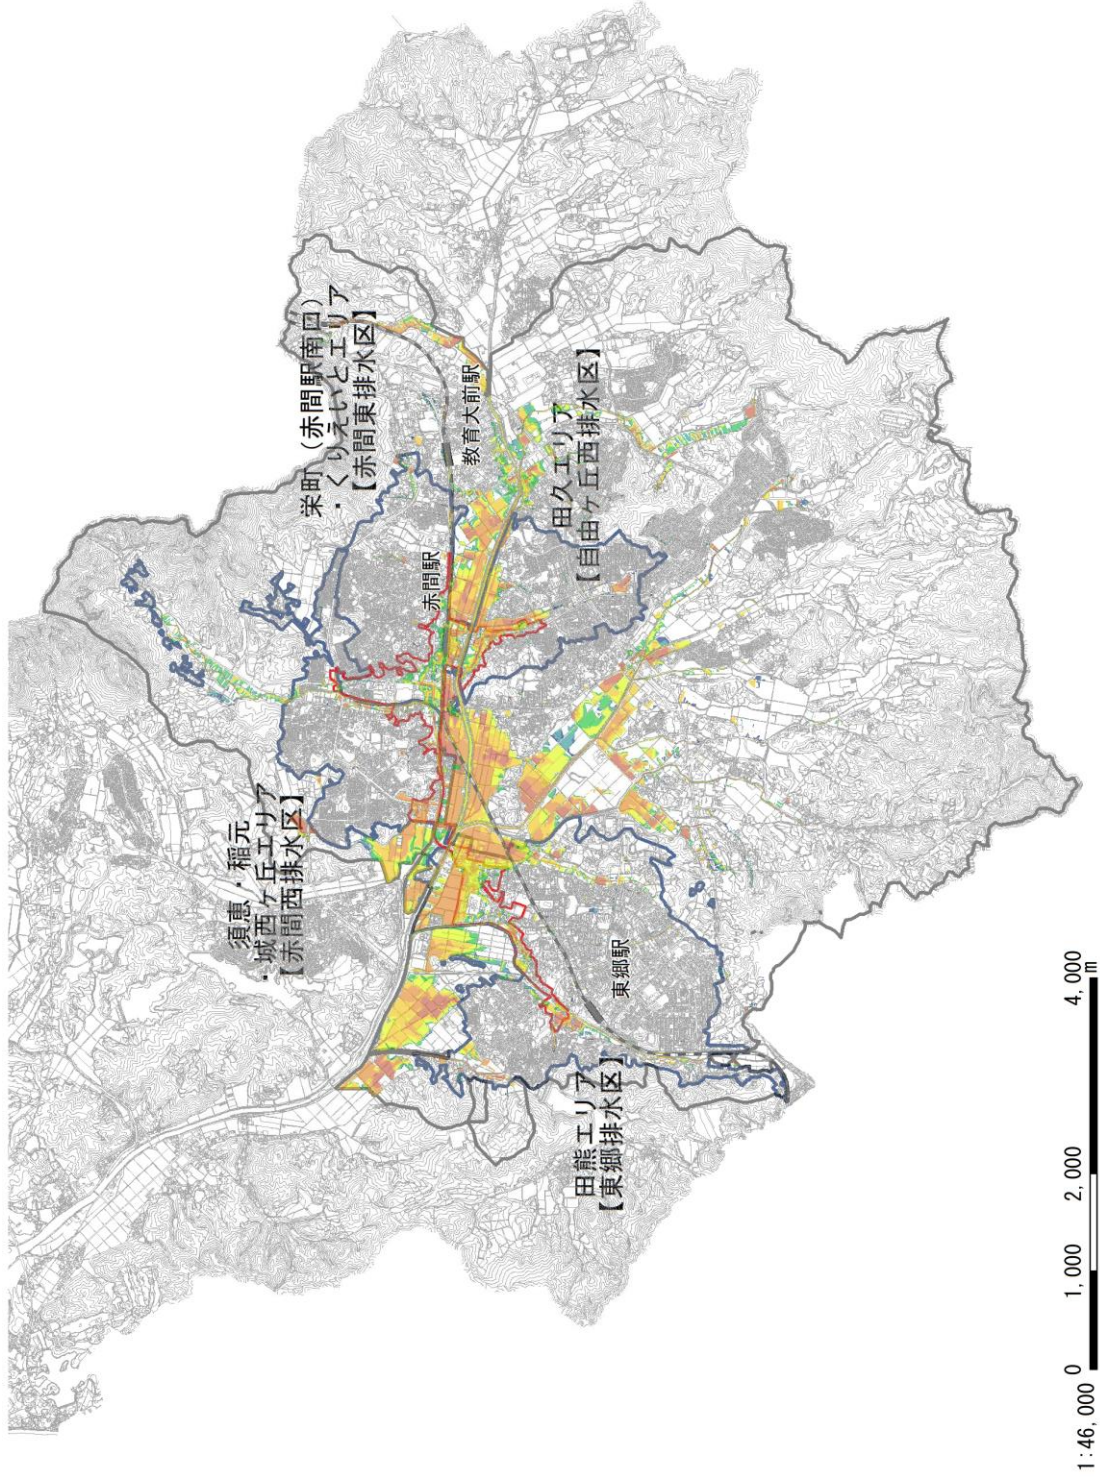 栄町（赤間駅南口）
・くりえいとエリア
【赤間東排水区】
教育大前駅
田久エリア
【自由ヶ丘西排水区】
赤間駅
須恵・稲元
・城西ヶ丘エリア
【赤間西排水区】
東郷駅
田熊エリア
【東郷排水区】
1:46,000
0
1,000
2,000
4,000
m